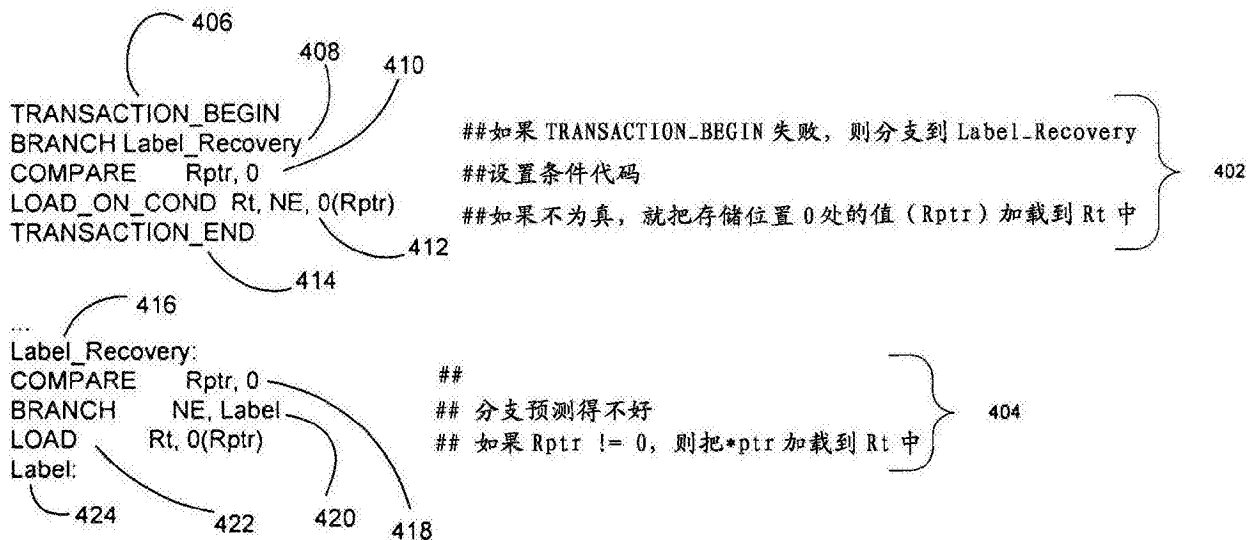 406
408
410
TRANSACTION_BEGIN
BRANCH Label_Recovery ##如果 TRANSACTION_BEGIN 失败，则分支到 Label_Recovery
COMPARE Rptr, 0 ##设置条件代码
402
LOAD_ON_COND Rt, NE, 0(Rptr) ##如果不为真，就把存储位置 0 处的值（Rptr）加载到 Rt 中
TRANSACTION_END
412
414
416
...
Label_Recovery:
COMPARE Rptr, 0 ##
BRANCH NE, Label ## 分支预测得不好
404
LOAD Rt, 0(Rptr) ## 如果 Rptr != 0，则把*ptr 加载到 Rt 中
Label:
424
422
420
418